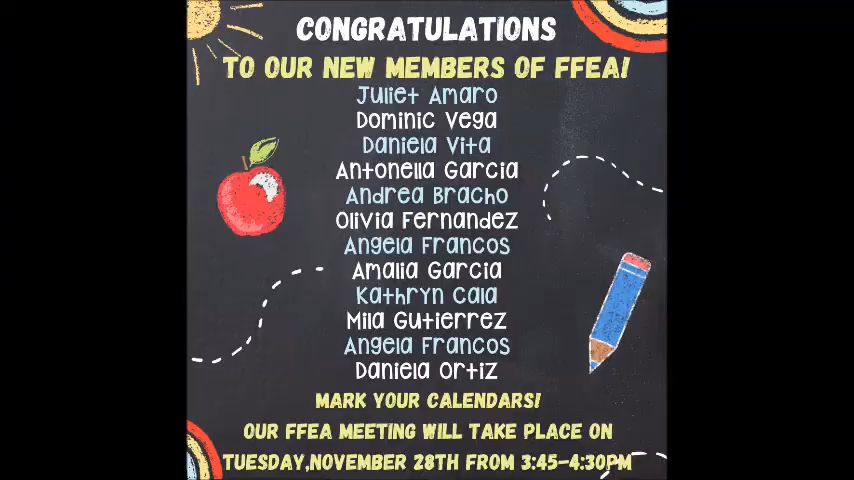 CONGRATULATIONS
TO OUR NEW MEMBERS OF FFEA!
Juliet Amaro
Dominic Vega
Daniela Vita
Antonella Garcia
Andrea Bracho
Olivia Fernandez
Angela Francos
Amalia Garcia
Kathryn Cala
Mila Gutierrez
Angela Francos
Daniela Ortiz
MARK YOUR CALENDARS!
OUR FFEA MEETING WILL TAKE PLACE ON
TUESDAY,NOVEMBER 28TH FROM 3:45-4:30PM